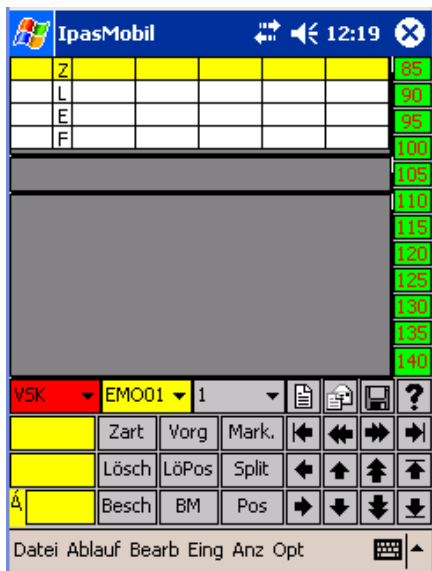 IpasMobil 12:19
Z 85
L 90
E 95
F 100
105
110
115
120
125
130
135
140
VSK EMO01 1 ?
Zart Vorg Mark.
Lösch LöPos Split
Á Besch BM Pos
Datei Ablauf Bearb Eing Anz Opt